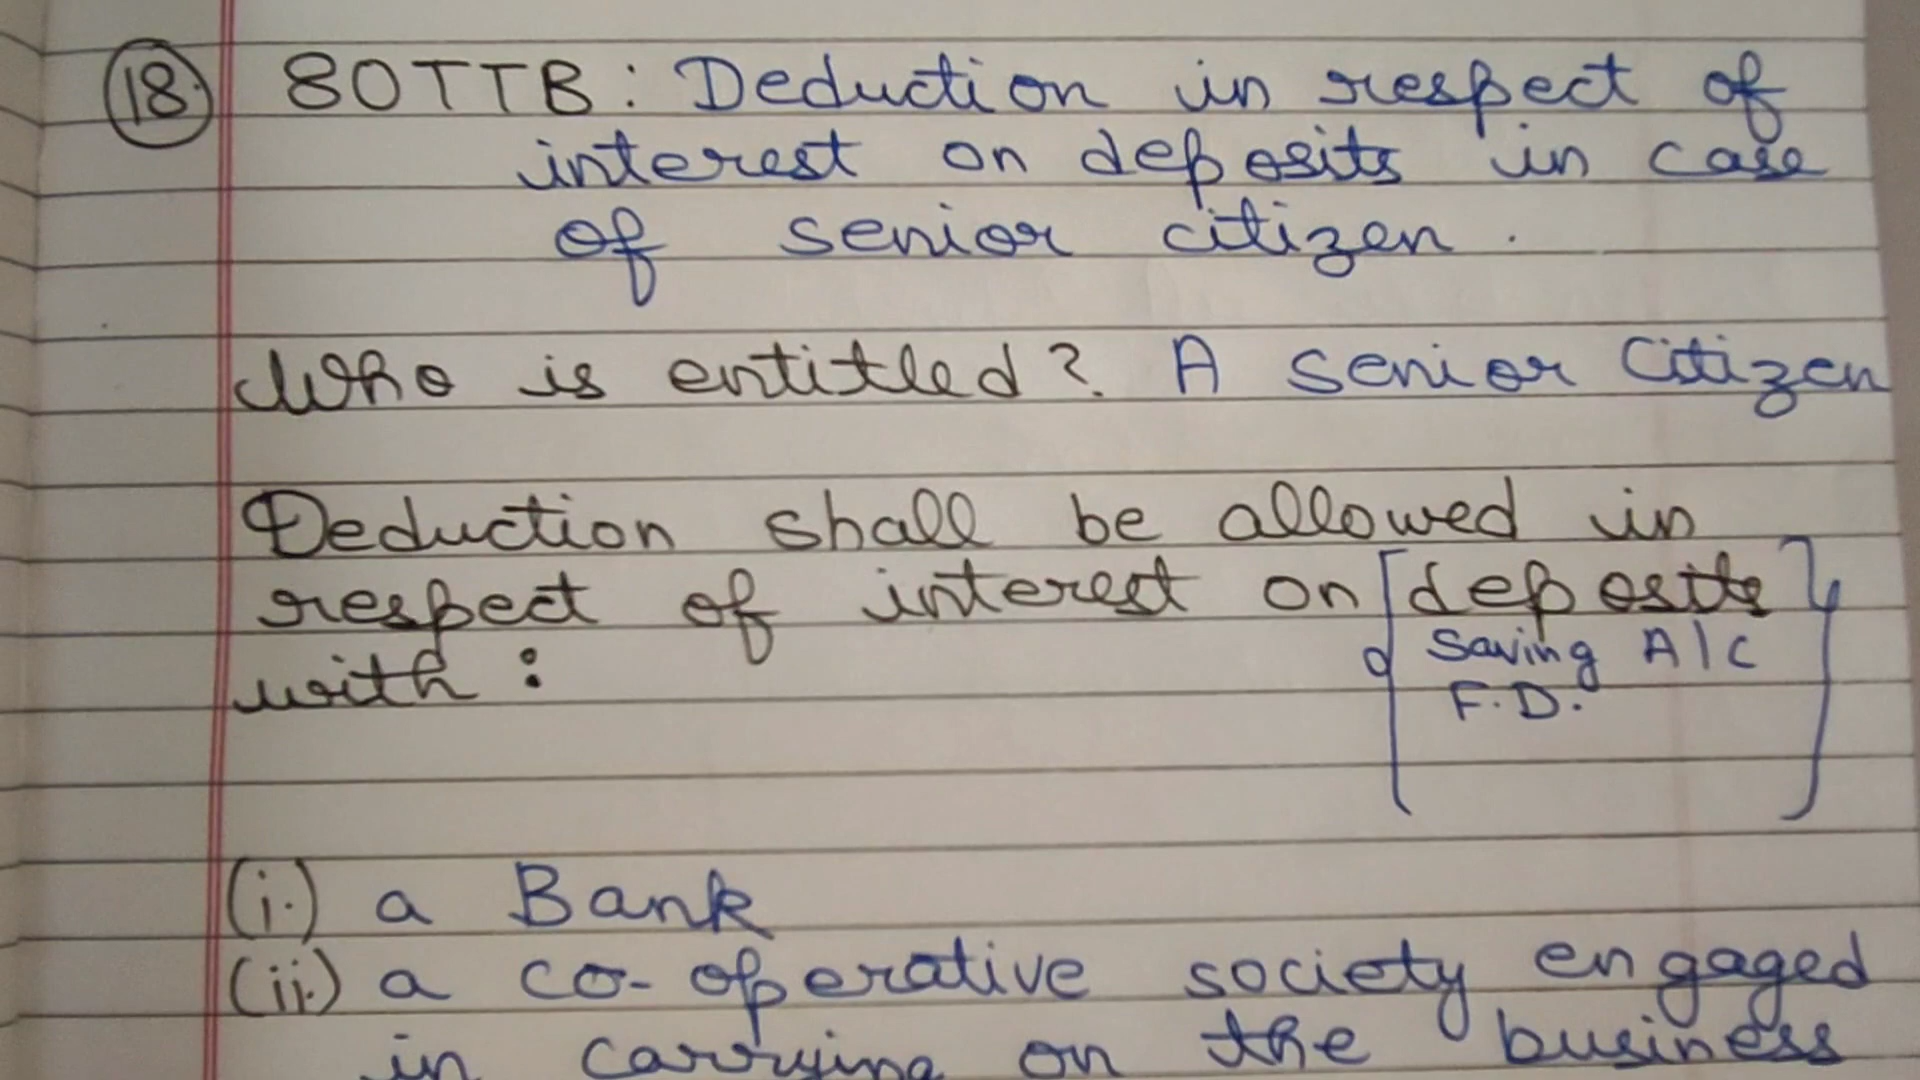 18. 80TTB: Deduction in respect of
interest on deposits in case
of senior citizen.
Who is entitled? A senior Citizen
Deduction shall be allowed in
respect of interest on [deposits]
with:
Saving A/C
F.D.
(i.) a Bank
(ii.) a co-operative society engaged
in carrying on the business